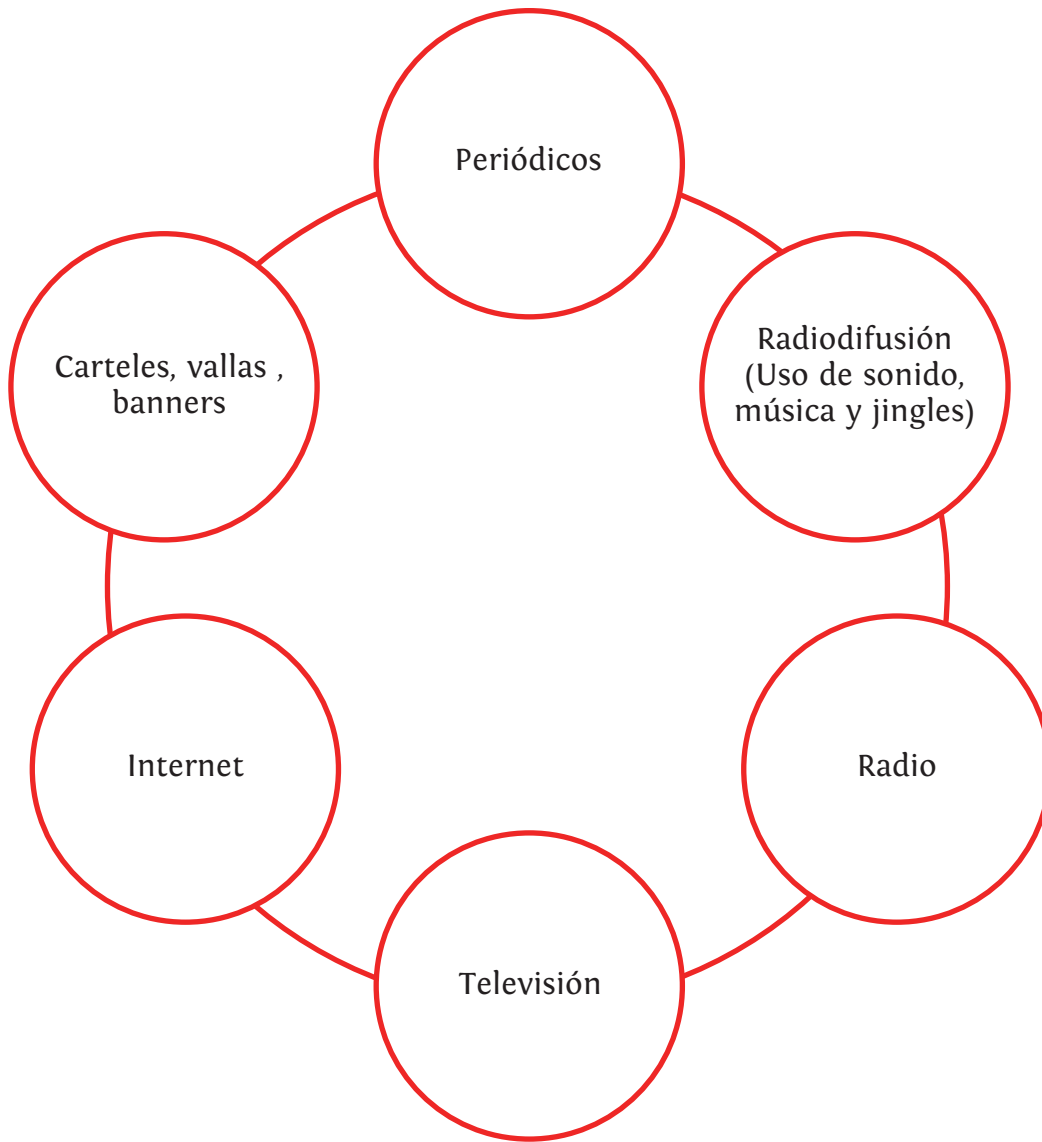 Periódicos
Radiodifusión
(Uso de sonido,
música y jingles)
Carteles, vallas ,
banners
Internet
Radio
Televisión